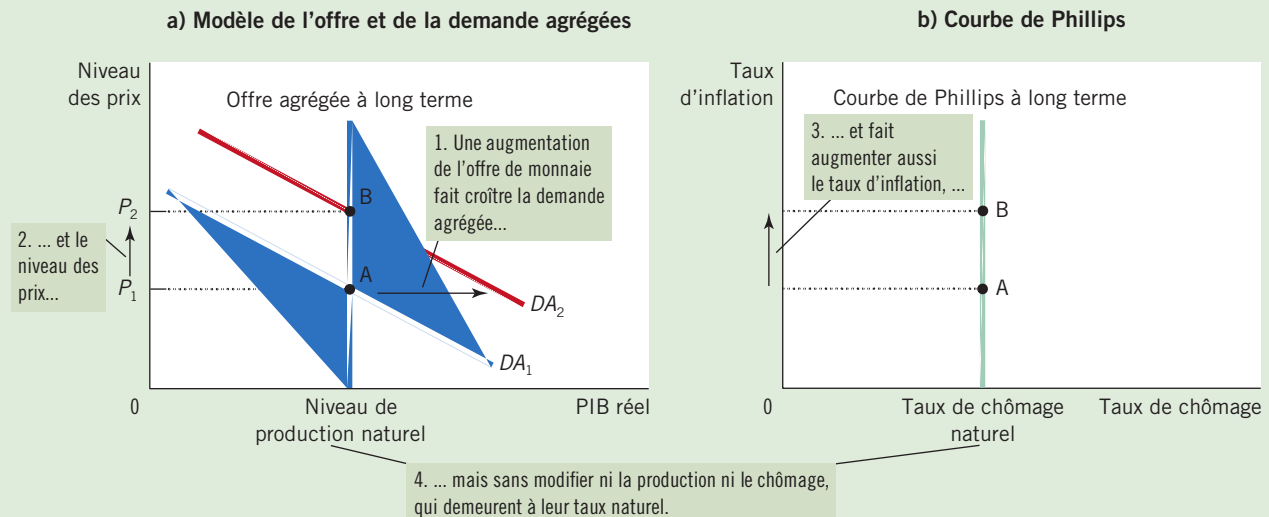 a) Modèle de l’offre et de la demande agrégées
Niveau
des prix
Offre agrégée à long terme
1. Une augmentation
de l’offre de monnaie
fait croître la demande
agrégée...
B
P2
2. ... et le
niveau des
prix...
A
P1
DA2
DA1
0
Niveau de
production naturel
PIB réel
b) Courbe de Phillips
Taux
d’inflation
Courbe de Phillips à long terme
3. ... et fait
augmenter aussi
le taux d’inflation, ...
B
A
0
Taux de chômage
naturel
Taux de chômage
4. ... mais sans modifier ni la production ni le chômage,
qui demeurent à leur taux naturel.